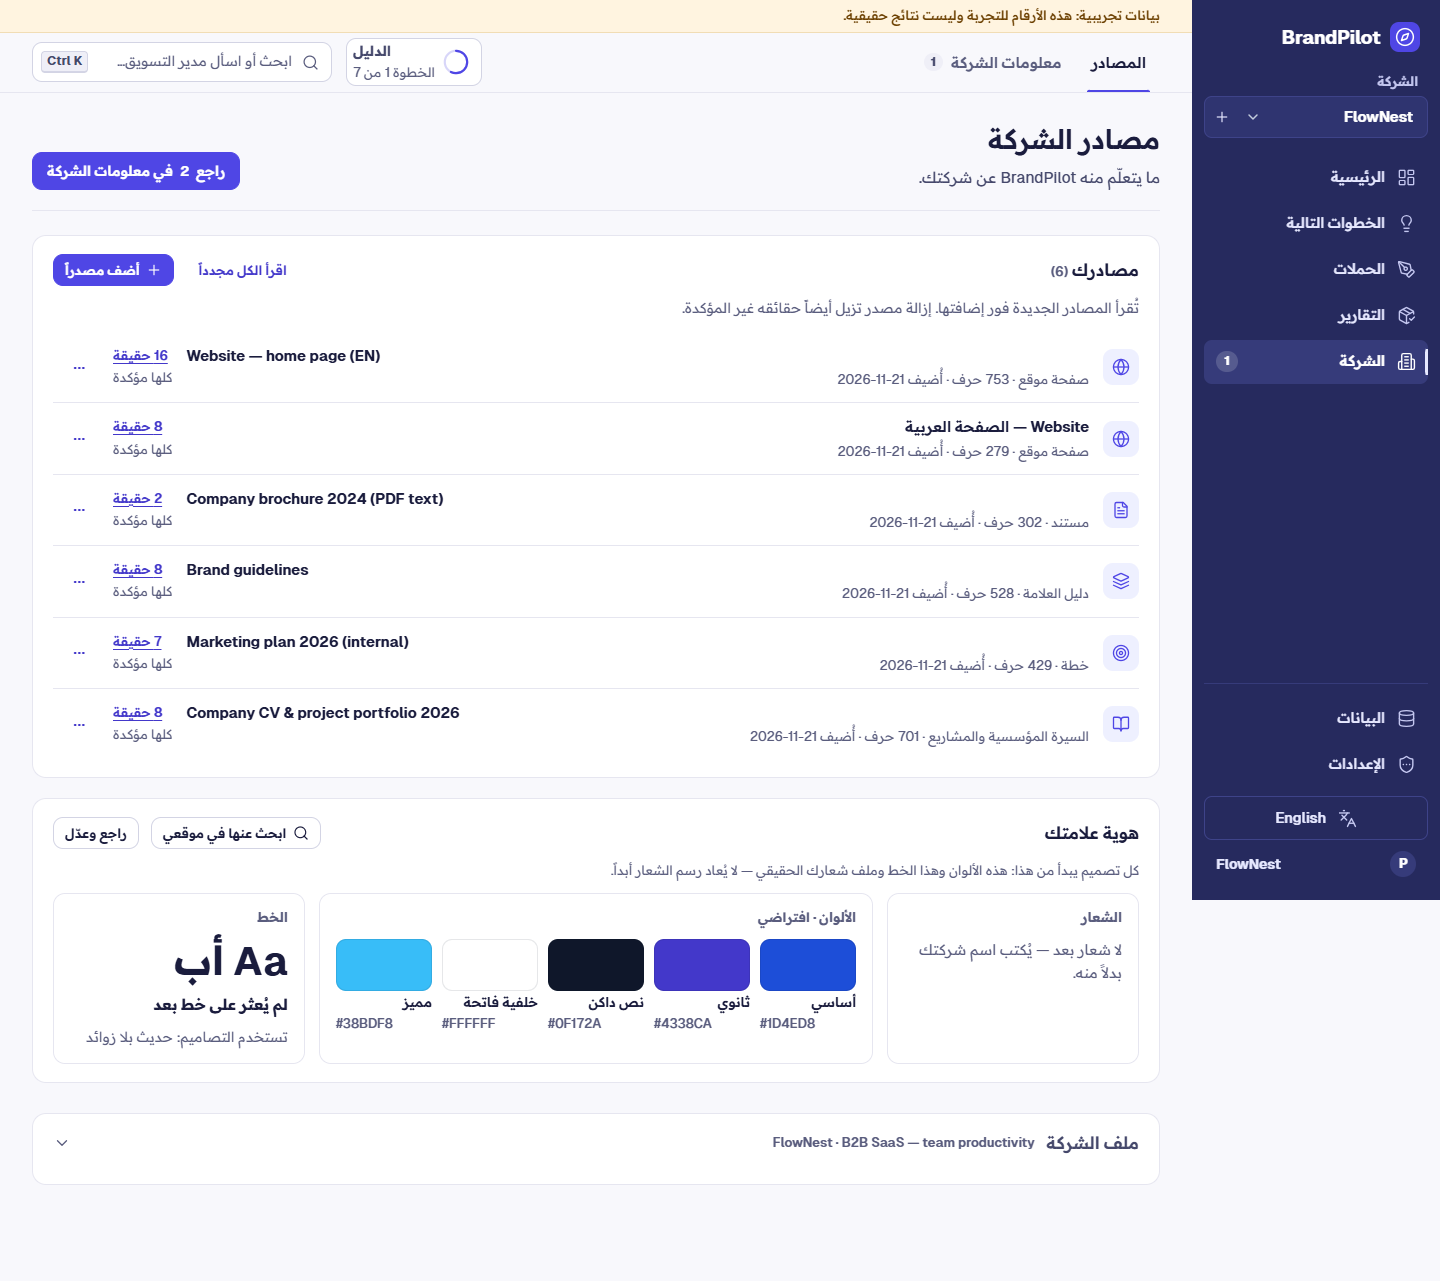 بيانات تجريبية: هذه الأرقام للتجربة وليست نتائج حقيقية.
BrandPilot
الشركة
FlowNest
الرئيسية
الخطوات التالية
الحملات
التقارير
الشركة 1
البيانات
الإعدادات
English
P FlowNest
المصادر
معلومات الشركة 1
الدليل
الخطوة 1 من 7
ابحث أو اسأل مدير التسويق...
Ctrl K
مصادر الشركة
ما يتعلّم منه BrandPilot عن شركتك.
راجع 2 في معلومات الشركة
مصادرك (6)
اقرأ الكل مجدداً
أضف مصدراً
تُقرأ المصادر الجديدة فور إضافتها. إزالة مصدر تزيل أيضاً حقائقه غير المؤكدة.
Website — home page (EN)
صفحة موقع · 753 حرف · أُضيف 21-11-2026
16 حقيقة
كلها مؤكدة
...
Website — الصفحة العربية
صفحة موقع · 279 حرف · أُضيف 21-11-2026
8 حقيقة
كلها مؤكدة
...
Company brochure 2024 (PDF text)
مستند · 302 حرف · أُضيف 21-11-2026
2 حقيقة
كلها مؤكدة
...
Brand guidelines
دليل العلامة · 528 حرف · أُضيف 21-11-2026
8 حقيقة
كلها مؤكدة
...
Marketing plan 2026 (internal)
خطة · 429 حرف · أُضيف 21-11-2026
7 حقيقة
كلها مؤكدة
...
Company CV & project portfolio 2026
السيرة المؤسسية والمشاريع · 701 حرف · أُضيف 21-11-2026
8 حقيقة
كلها مؤكدة
...
هوية علامتك
ابحث عنها في موقعي
راجع وعدّل
كل تصميم يبدأ من هذا: هذه الألوان وهذا الخط وملف شعارك الحقيقي — لا يُعاد رسم الشعار أبداً.
الشعار
لا شعار بعد — يُكتب اسم شركتك
بدلاً منه.
الألوان · افتراضي
أساسي
#1D4ED8
ثانوي
#4338CA
نص داكن
#0F172A
خلفية فاتحة
#FFFFFF
مميز
#38BDF8
الخط
Aa أب
لم يُعثر على خط بعد
تستخدم التصاميم: حديث بلا زوائد
ملف الشركة FlowNest · B2B SaaS — team productivity